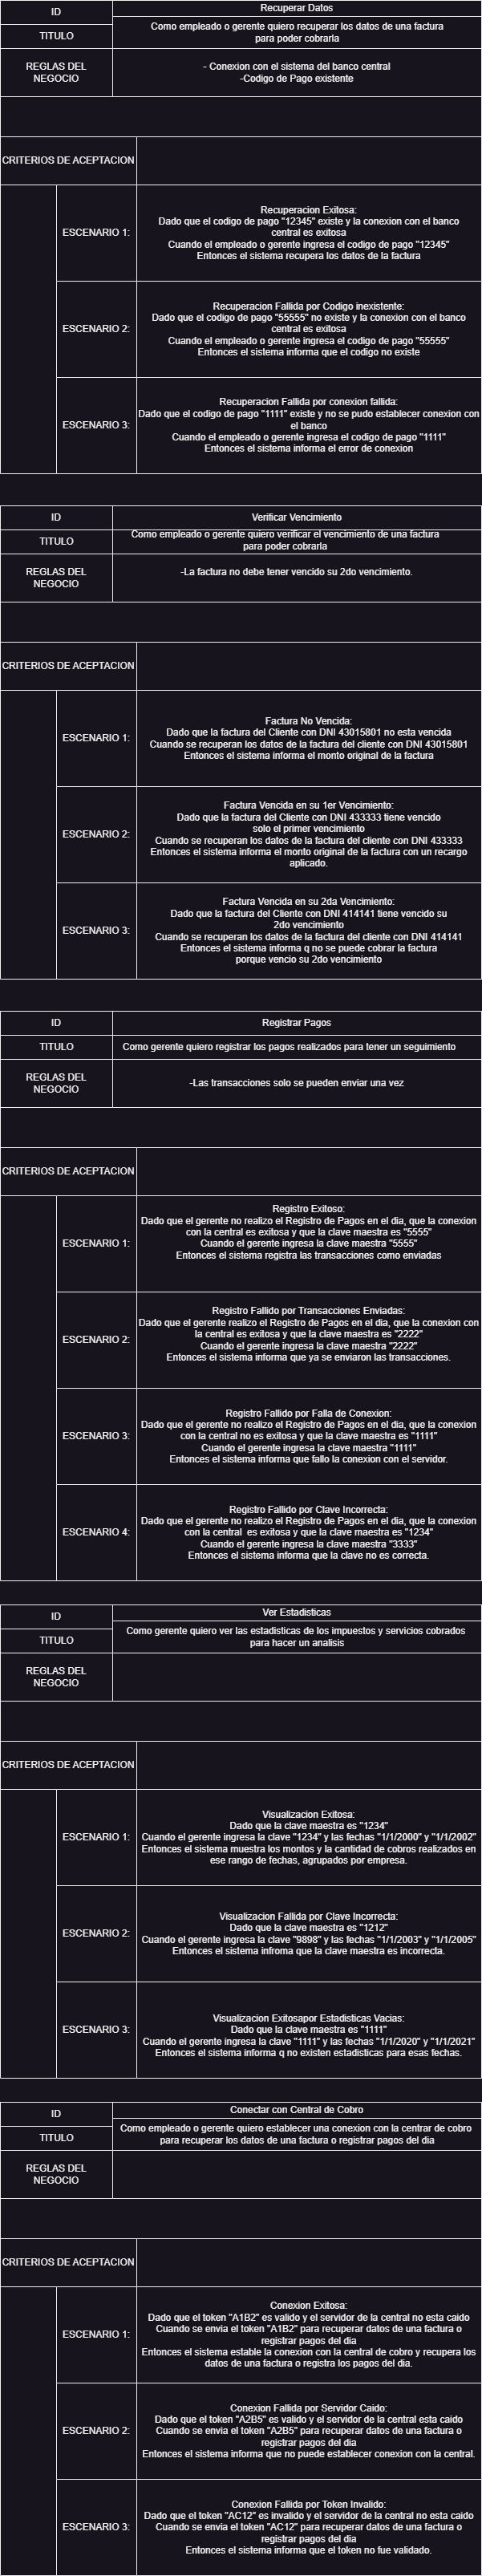 ID
Recuperar Datos
TITULO
Como empleado o gerente quiero recuperar los datos de una factura
para poder cobrarla
REGLAS DEL
NEGOCIO
- Conexion con el sistema del banco central
-Codigo de Pago existente
CRITERIOS DE ACEPTACION
ESCENARIO 1:
Recuperacion Exitosa:
Dado que el codigo de pago "12345" existe y la conexion con el banco
central es exitosa
Cuando el empleado o gerente ingresa el codigo de pago "12345"
Entonces el sistema recupera los datos de la factura
ESCENARIO 2:
Recuperacion Fallida por Codigo inexistente:
Dado que el codigo de pago "55555" no existe y la conexion con el banco
central es exitosa
Cuando el empleado o gerente ingresa el codigo de pago "55555"
Entonces el sistema informa que el codigo no existe
ESCENARIO 3:
Recuperacion Fallida por conexion fallida:
Dado que el codigo de pago "1111" existe y no se pudo establecer conexion con
el banco
Cuando el empleado o gerente ingresa el codigo de pago "1111"
Entonces el sistema informa el error de conexion
ID
Verificar Vencimiento
TITULO
Como empleado o gerente quiero verificar el vencimiento de una factura
para poder cobrarla
REGLAS DEL
NEGOCIO
-La factura no debe tener vencido su 2do vencimiento.
CRITERIOS DE ACEPTACION
ESCENARIO 1:
Factura No Vencida:
Dado que la factura del Cliente con DNI 43015801 no esta vencida
Cuando se recuperan los datos de la factura del cliente con DNI 43015801
Entonces el sistema informa el monto original de la factura
ESCENARIO 2:
Factura Vencida en su 1er Vencimiento:
Dado que la factura del Cliente con DNI 433333 tiene vencido
solo el primer vencimiento
Cuando se recuperan los datos de la factura del cliente con DNI 433333
Entonces el sistema informa el monto original de la factura con un recargo
aplicado.
ESCENARIO 3:
Factura Vencida en su 2da Vencimiento:
Dado que la factura del Cliente con DNI 414141 tiene vencido su
2do vencimiento
Cuando se recuperan los datos de la factura del cliente con DNI 414141
Entonces el sistema informa q no se puede cobrar la factura
porque vencio su 2do vencimiento
ID
Registrar Pagos
TITULO
Como gerente quiero registrar los pagos realizados para tener un seguimiento
REGLAS DEL
NEGOCIO
-Las transacciones solo se pueden enviar una vez
CRITERIOS DE ACEPTACION
ESCENARIO 1:
Registro Exitoso:
Dado que el gerente no realizo el Registro de Pagos en el dia, que la conexion
con la central es exitosa y que la clave maestra es "5555"
Cuando el gerente ingresa la clave maestra "5555"
Entonces el sistema registra las transacciones como enviadas
ESCENARIO 2:
Registro Fallido por Transacciones Enviadas:
Dado que el gerente realizo el Registro de Pagos en el dia, que la conexion con
la central es exitosa y que la clave maestra es "2222"
Cuando el gerente ingresa la clave maestra "2222"
Entonces el sistema informa que ya se enviaron las transacciones.
ESCENARIO 3:
Registro Fallido por Falla de Conexion:
Dado que el gerente no realizo el Registro de Pagos en el dia, que la conexion
con la central no es exitosa y que la clave maestra es "1111"
Cuando el gerente ingresa la clave maestra "1111"
Entonces el sistema informa que fallo la conexion con el servidor.
ESCENARIO 4:
Registro Fallido por Clave Incorrecta:
Dado que el gerente no realizo el Registro de Pagos en el dia, que la conexion
con la central es exitosa y que la clave maestra es "1234"
Cuando el gerente ingresa la clave maestra "3333"
Entonces el sistema informa que la clave no es correcta.
ID
Ver Estadisticas
TITULO
Como gerente quiero ver las estadisticas de los impuestos y servicios cobrados
para hacer un analisis
REGLAS DEL
NEGOCIO
CRITERIOS DE ACEPTACION
ESCENARIO 1:
Visualizacion Exitosa:
Dado que la clave maestra es "1234"
Cuando el gerente ingresa la clave "1234" y las fechas "1/1/2000" y "1/1/2002"
Entonces el sistema muestra los montos y la cantidad de cobros realizados en
ese rango de fechas, agrupados por empresa.
ESCENARIO 2:
Visualizacion Fallida por Clave Incorrecta:
Dado que la clave maestra es "1212"
Cuando el gerente ingresa la clave "9898" y las fechas "1/1/2003" y "1/1/2005"
Entonces el sistema infroma que la clave maestra es incorrecta.
ESCENARIO 3:
Visualizacion Exitosapor Estadisticas Vacias:
Dado que la clave maestra es "1111"
Cuando el gerente ingresa la clave "1111" y las fechas "1/1/2020" y "1/1/2021"
Entonces el sistema informa q no existen estadisticas para esas fechas.
ID
Conectar con Central de Cobro
TITULO
Como empleado o gerente quiero establecer una conexion con la centrar de cobro
para recuperar los datos de una factura o registrar pagos del dia
REGLAS DEL
NEGOCIO
CRITERIOS DE ACEPTACION
ESCENARIO 1:
Conexion Exitosa:
Dado que el token "A1B2" es valido y el servidor de la central no esta caido
Cuando se envia el token "A1B2" para recuperar datos de una factura o
registrar pagos del dia
Entonces el sistema estable la conexion con la central de cobro y recupera los
datos de una factura o registra los pagos del dia.
ESCENARIO 2:
Conexion Fallida por Servidor Caido:
Dado que el token "A2B5" es valido y el servidor de la central esta caido
Cuando se envia el token "A2B5" para recuperar datos de una factura o
registrar pagos del dia
Entonces el sistema informa que no puede establecer conexion con la central.
ESCENARIO 3:
Conexion Fallida por Token Invalido:
Dado que el token "AC12" es invalido y el servidor de la central no esta caido
Cuando se envia el token "AC12" para recuperar datos de una factura o
registrar pagos del dia
Entonces el sistema informa que el token no fue validado.